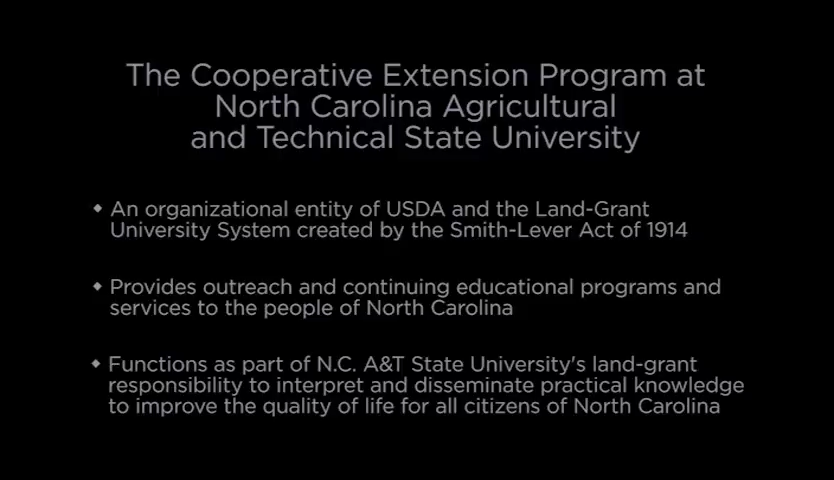 The Cooperative Extension Program at
North Carolina Agricultural
and Technical State University
◆ An organizational entity of USDA and the Land-Grant
University System created by the Smith-Lever Act of 1914
◆ Provides outreach and continuing educational programs and
services to the people of North Carolina
◆ Functions as part of N.C. A&T State University's land-grant
responsibility to interpret and disseminate practical knowledge
to improve the quality of life for all citizens of North Carolina